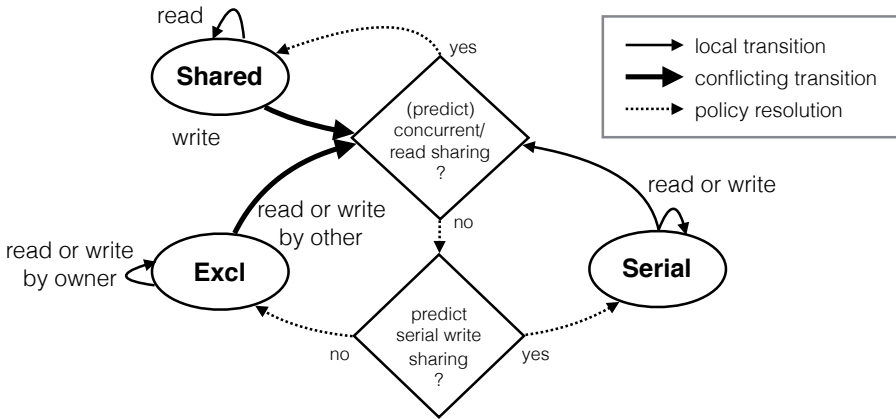 read
yes
Shared
local transition
conflicting transition
policy resolution
(predict)
concurrent/
read sharing
?
write
read or write
read or write
by other
no
read or write
by owner
Excl
Serial
predict
serial write
sharing
?
no
yes